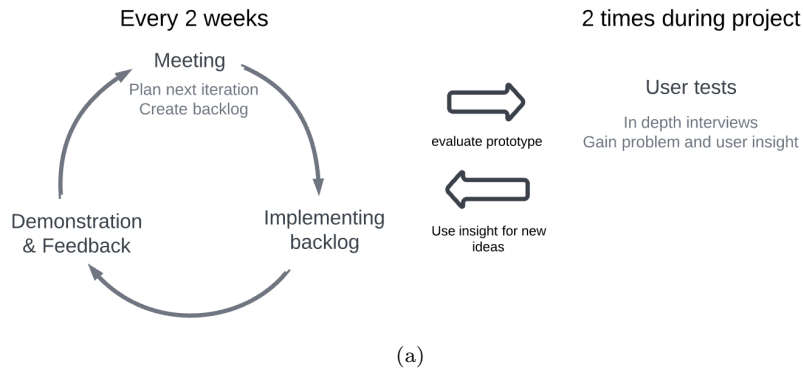 Every 2 weeks
2 times during project
Meeting
Plan next iteration
Create backlog
Implementing
backlog
Demonstration
& Feedback
evaluate prototype
Use insight for new
ideas
User tests
In depth interviews
Gain problem and user insight
(a)